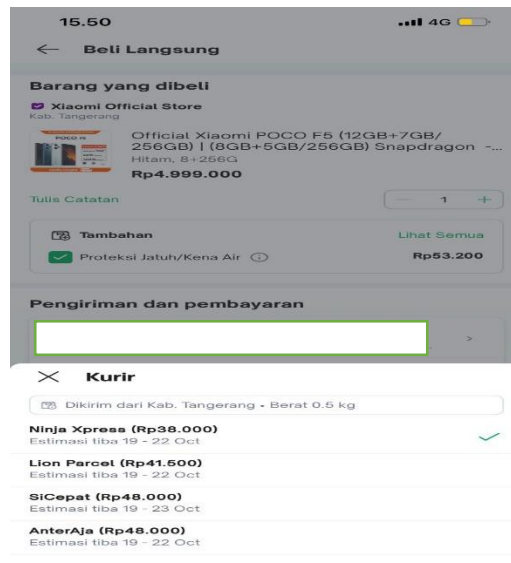 15.50
4G
Beli Langsung
Barang yang dibeli
Xiaomi Official Store
Kab. Tangerang
POCO F5
Official Xiaomi POCO F5 (12GB+7GB/
256GB) | (8GB+5GB/256GB) Snapdragon -...
Hitam, 8+256G
Rp4.999.000
Tulis Catatan
1
Tambahan
Lihat Semua
Proteksi Jatuh/Kena Air
Rp53.200
Pengiriman dan pembayaran
Kurir
Dikirim dari Kab. Tangerang • Berat 0.5 kg
Ninja Xpress (Rp38.000)
Estimasi tiba 19 - 22 Oct
Lion Parcel (Rp41.500)
Estimasi tiba 19 - 22 Oct
SiCepat (Rp48.000)
Estimasi tiba 19 - 23 Oct
AnterAja (Rp48.000)
Estimasi tiba 19 - 22 Oct